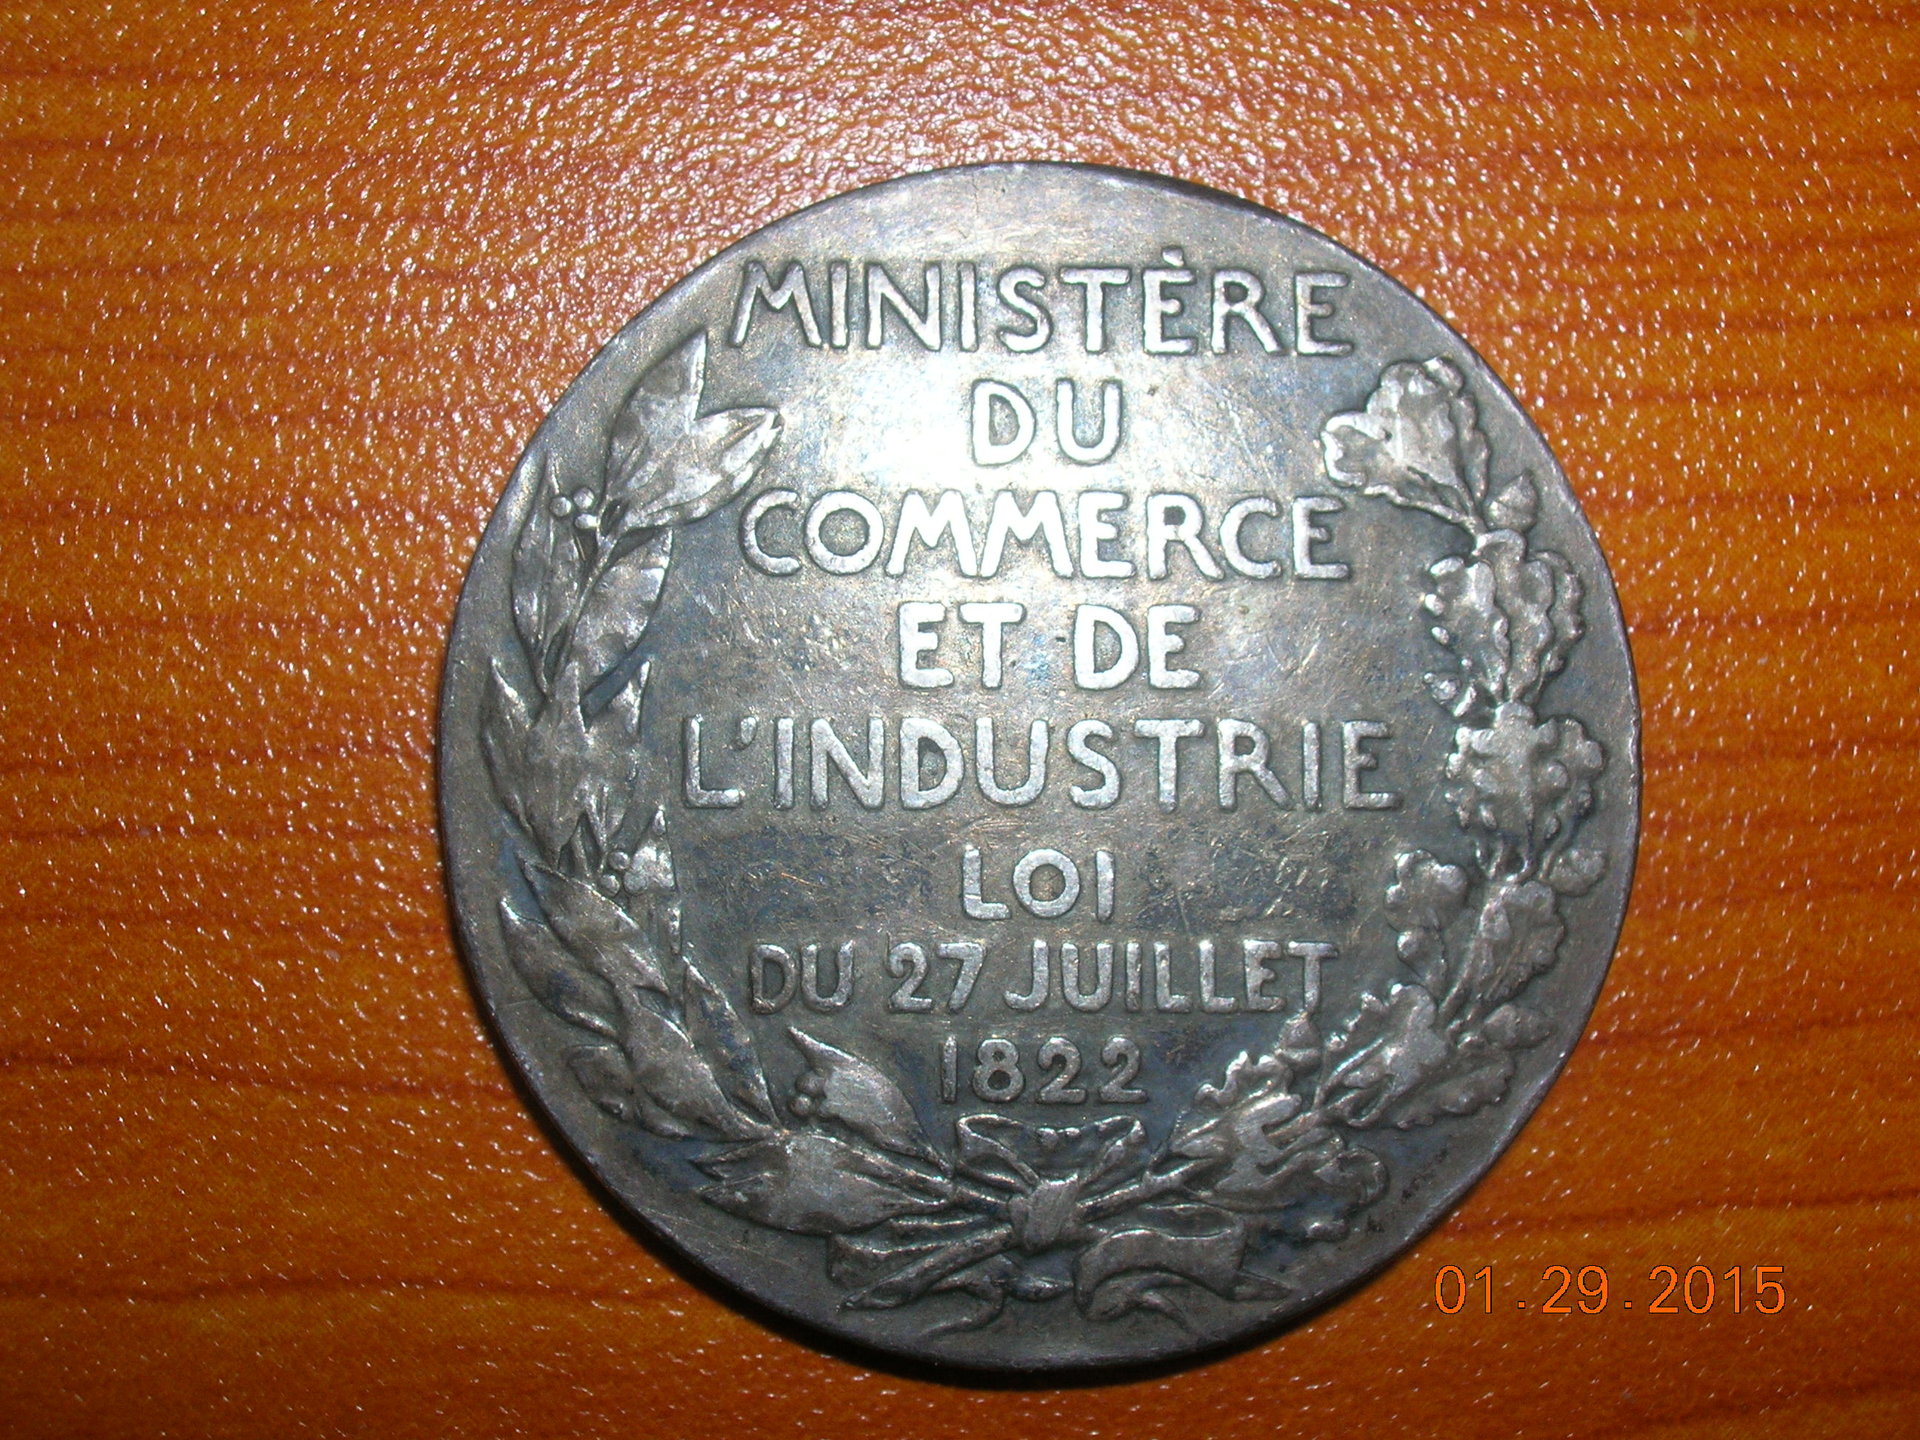 MINISTÈRE
DU
COMMERCE
ET DE
L'INDUSTRIE
LOI
DU 27 JUILLET
1822
01.29.2015